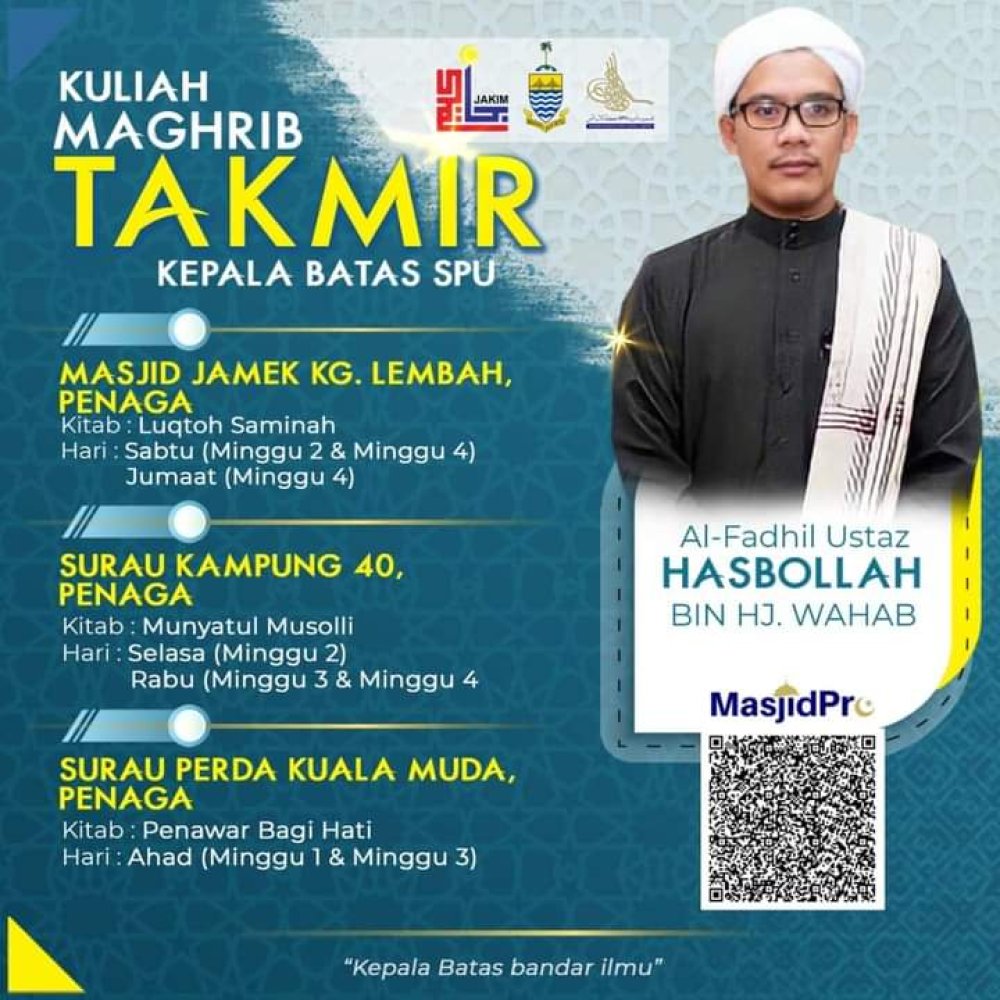 KULIAH
MAGHRIB
TAKMIR
KEPALA BATAS SPU
JAKIM
MASJID JAMEK KG. LEMBAH,
PENAGA
Kitab : Luqtoh Saminah
Hari : Sabtu (Minggu 2 & Minggu 4)
Jumaat (Minggu 4)
SURAU KAMPUNG 40,
PENAGA
Kitab : Munyatul Musolli
Hari : Selasa (Minggu 2)
Rabu (Minggu 3 & Minggu 4
SURAU PERDA KUALA MUDA,
PENAGA
Kitab : Penawar Bagi Hati
Hari : Ahad (Minggu 1 & Minggu 3)
Al-Fadhil Ustaz
HASBOLLAH
BIN HJ. WAHAB
MasjidPro
"Kepala Batas bandar ilmu"